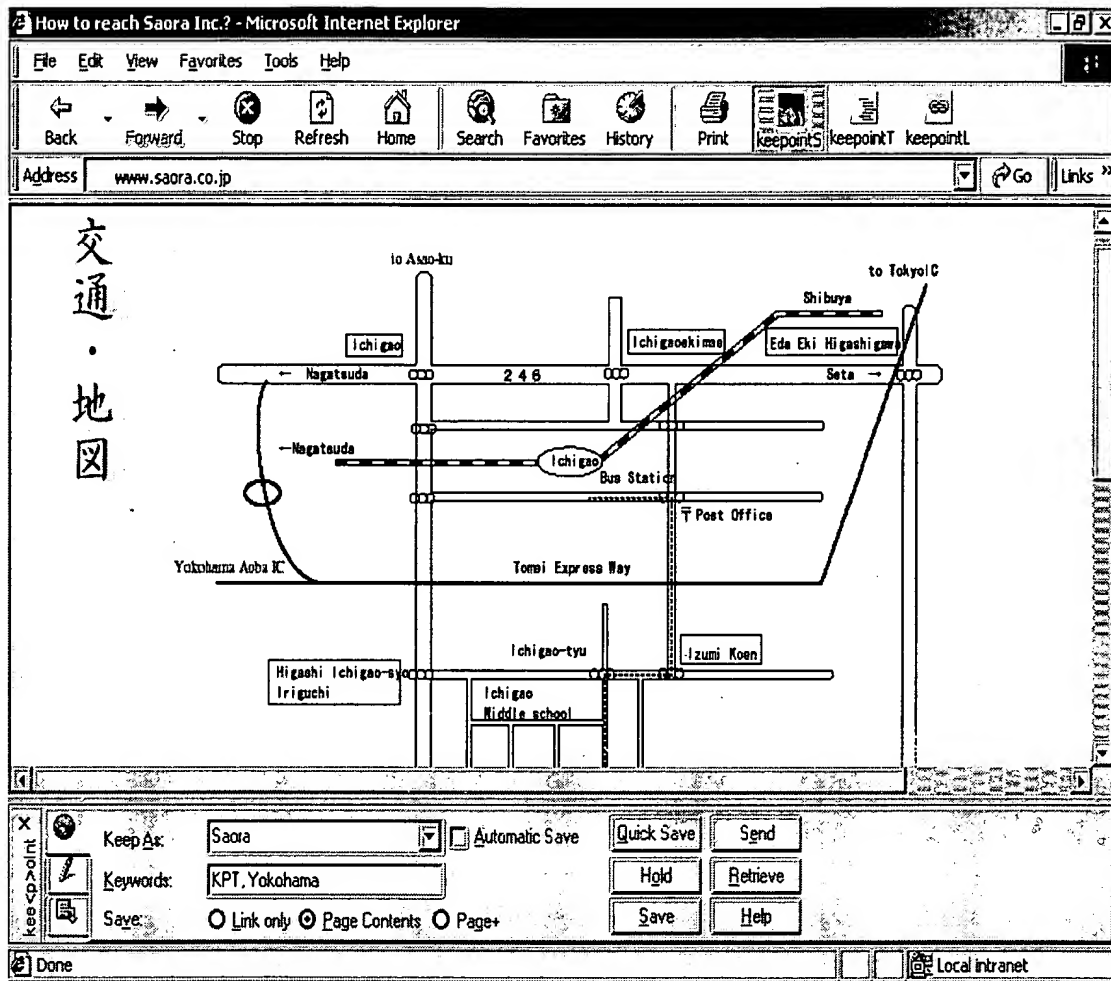 How to reach Saora Inc.? - Microsoft Internet Explorer
File Edit View Favorites Tools Help
Back Forward Stop Refresh Home Search Favorites History Print keepointS keepointT keepointL
Address www.saora.co.jp Go Links »
交通・地図
to Asao-ku
to TokyoIC
Shibuya
Ichigao
Ichigaoekimae
Eda Eki Higashigawa
← Nagatsuda
246
Seta →
←Nagatsuda
Ichigao
Bus Station
〒Post Office
Yokohama Aoba IC
Tomei Express Way
Ichigao-tyu
Izumi Koen
Higashi Ichigao-syo
Iriguchi
Ichigao
Middle school
kee<p>oint
Keep As: Saora Automatic Save Quick Save Send
Keywords: KPT,Yokohama Hold Retrieve
Save: Link only Page Contents Page+ Save Help
Done Local intranet